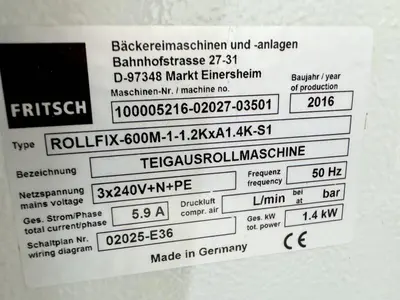 Bäckereimaschinen und -anlagen
Bahnhofstrasse 27-31
D-97348 Markt Einersheim
FRITSCH
Maschinen-Nr. / machine no.
Baujahr / year of production
100005216-02027-03501
2016
Type ROLLFIX-600M-1-1.2KxA1.4K-S1
Bezeichnung TEIGAUSROLLMASCHINE
Netzspannung mains voltage 3x240V+N+PE Frequenz frequency 50 Hz
Ges. Strom/Phase total current/phase 5.9 A Druckluft compr. air L/min bei at bar
Schaltplan Nr. wiring diagram 02025-E36 Ges. kW tot. power 1.4 kW
Made in Germany CE